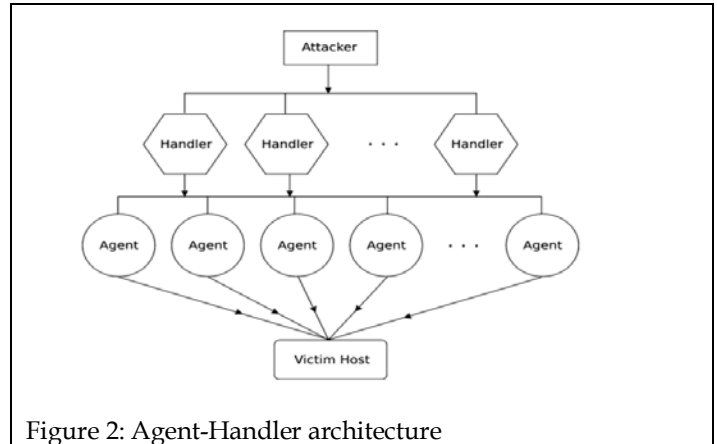 Attacker
Handler Handler . . . Handler
Agent Agent Agent Agent . . . Agent
Victim Host
Figure 2: Agent-Handler architecture